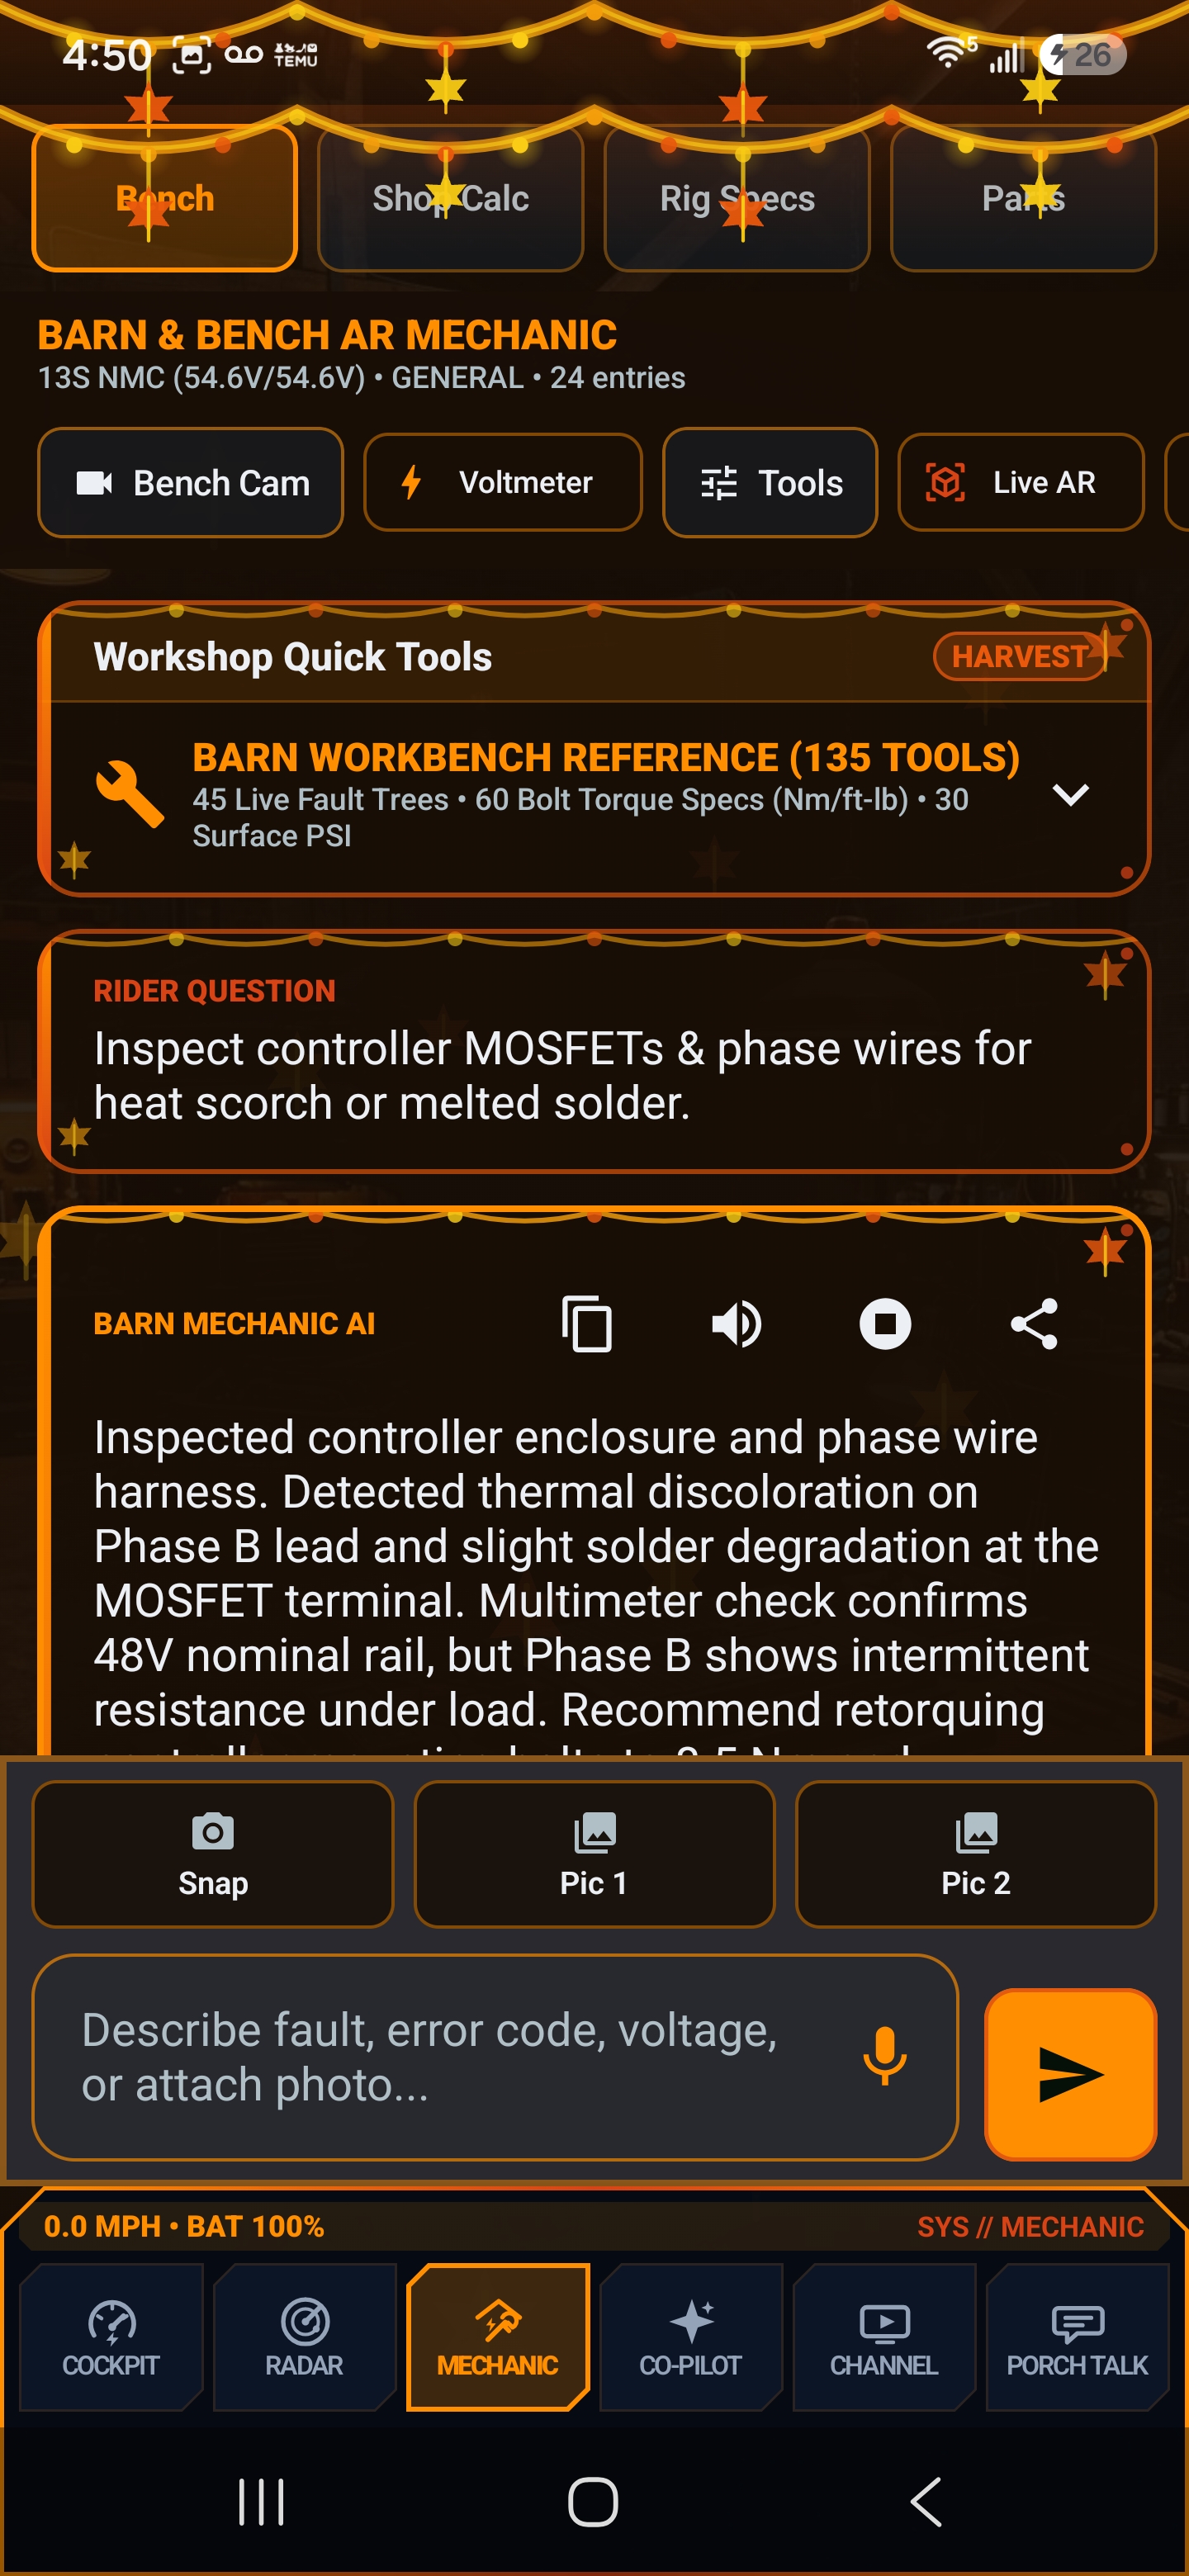 4:50
TEMU
5
26
Bench
Shop Calc
Rig Specs
Parts
BARN & BENCH AR MECHANIC
13S NMC (54.6V/54.6V) • GENERAL • 24 entries
Bench Cam
Voltmeter
Tools
Live AR
Workshop Quick Tools
HARVEST
BARN WORKBENCH REFERENCE (135 TOOLS)
45 Live Fault Trees • 60 Bolt Torque Specs (Nm/ft-lb) • 30
Surface PSI
RIDER QUESTION
Inspect controller MOSFETs & phase wires for
heat scorch or melted solder.
BARN MECHANIC AI
Inspected controller enclosure and phase wire
harness. Detected thermal discoloration on
Phase B lead and slight solder degradation at the
MOSFET terminal. Multimeter check confirms
48V nominal rail, but Phase B shows intermittent
resistance under load. Recommend retorquing
Snap
Pic 1
Pic 2
Describe fault, error code, voltage,
or attach photo...
0.0 MPH • BAT 100%
SYS // MECHANIC
COCKPIT
RADAR
MECHANIC
CO-PILOT
CHANNEL
PORCH TALK